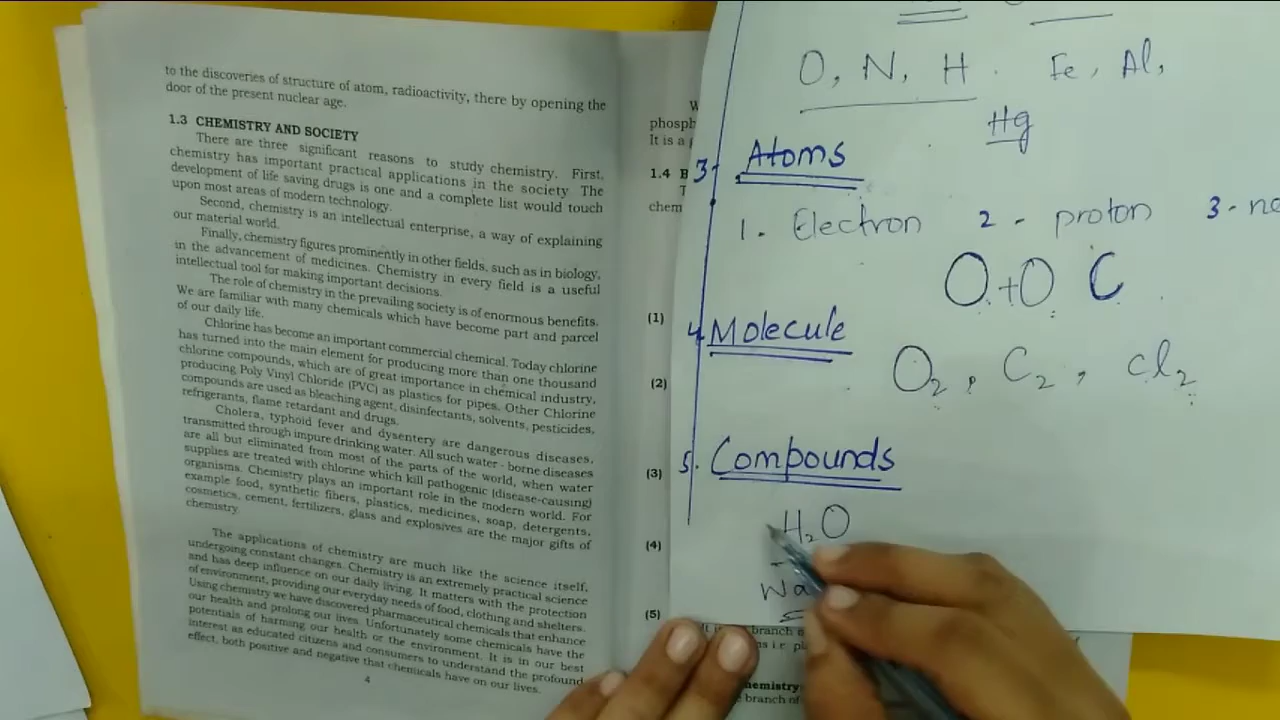 to the discoveries of structure of atom, radioactivity, there by opening the
door of the present nuclear age.
1.3 CHEMISTRY AND SOCIETY
There are three significant reasons to study chemistry. First,
chemistry has important practical applications in the society The
development of life saving drugs is one and a complete list would touch
upon most areas of modern technology.
Second, chemistry is an intellectual enterprise, a way of explaining
our material world.
Finally, chemistry figures prominently in other fields, such as in biology,
in the advancement of medicines. Chemistry in every field is a useful
intellectual tool for making important decisions.
The role of chemistry in the prevailing society is of enormous benefits.
We are familiar with many chemicals which have become part and parcel
of our daily life.
Chlorine has become an important commercial chemical. Today chlorine
has turned into the main element for producing more than one thousand
chlorine compounds, which are of great importance in chemical industry,
producing Poly Vinyl Chloride (PVC) as plastics for pipes. Other Chlorine
compounds are used as bleaching agent, disinfectants, solvents, pesticides,
refrigerants, flame retardant and drugs.
Cholera, typhoid fever and dysentery are dangerous diseases,
transmitted through impure drinking water. All such water - borne diseases
are all but eliminated from most of the parts of the world, when water
supplies are treated with chlorine which kill pathogenic (disease-causing)
organisms. Chemistry plays an important role in the modern world. For
example food, synthetic fibers, plastics, medicines, soap, detergents,
cosmetics, cement, fertilizers, glass and explosives are the major gifts of
chemistry.
The applications of chemistry are much like the science itself,
undergoing constant changes. Chemistry is an extremely practical science
and has deep influence on our daily living. It matters with the protection
of environment, providing our everyday needs of food, clothing and shelters.
Using chemistry we have discovered pharmaceutical chemicals that enhance
our health and prolong our lives. Unfortunately some chemicals have the
potentials of harming our health or the environment. It is in our best
interest as educated citizens and consumers to understand the profound
effect, both positive and negative that chemicals have on our lives.
4
W
phosph
It is a
1.4 B
T
chem
(1)
(2)
(3)
(4)
(5)
O, N, H. Fe, Al,
Hg
3- Atoms
1. Electron 2 - proton 3 - ne
O + O C
4 Molecule
O2, C2, cl2
5. Compounds
H2O
Wa
It i
branch
ns i.e pl
hemistry
e branch of